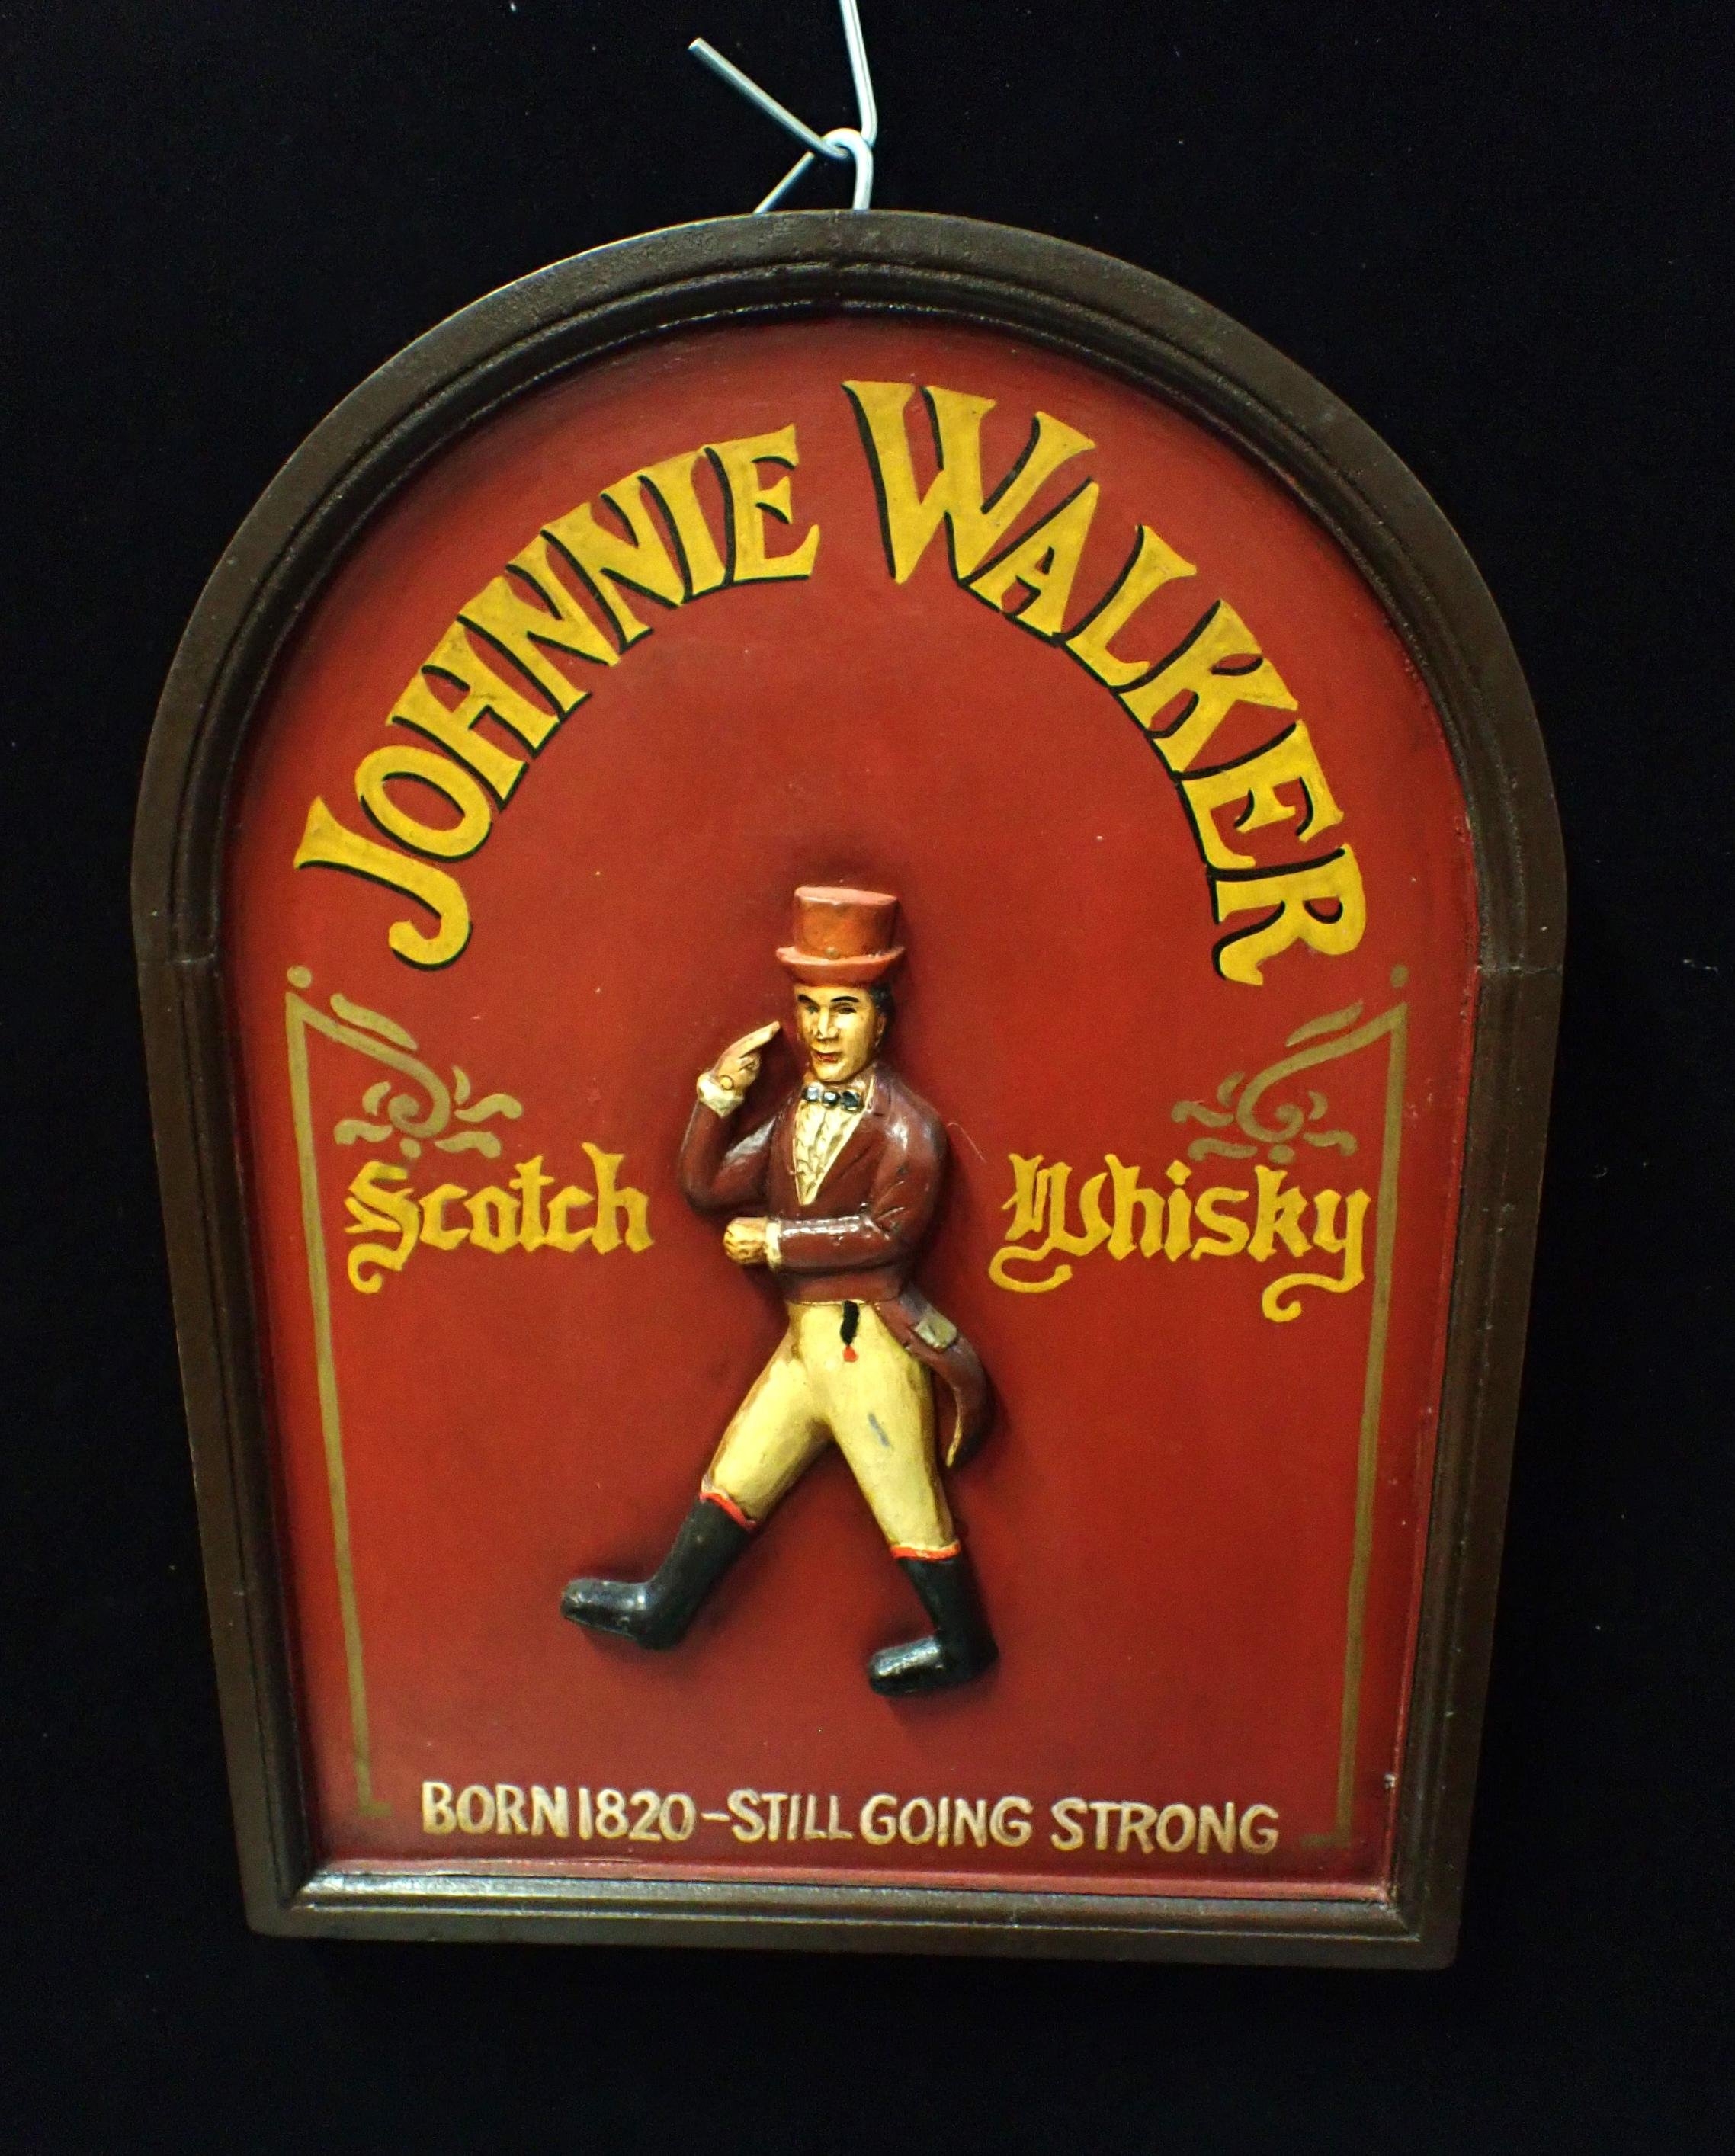 JOHNNIE WALKER
Scotch Whisky
BORN 1820-STILL GOING STRONG